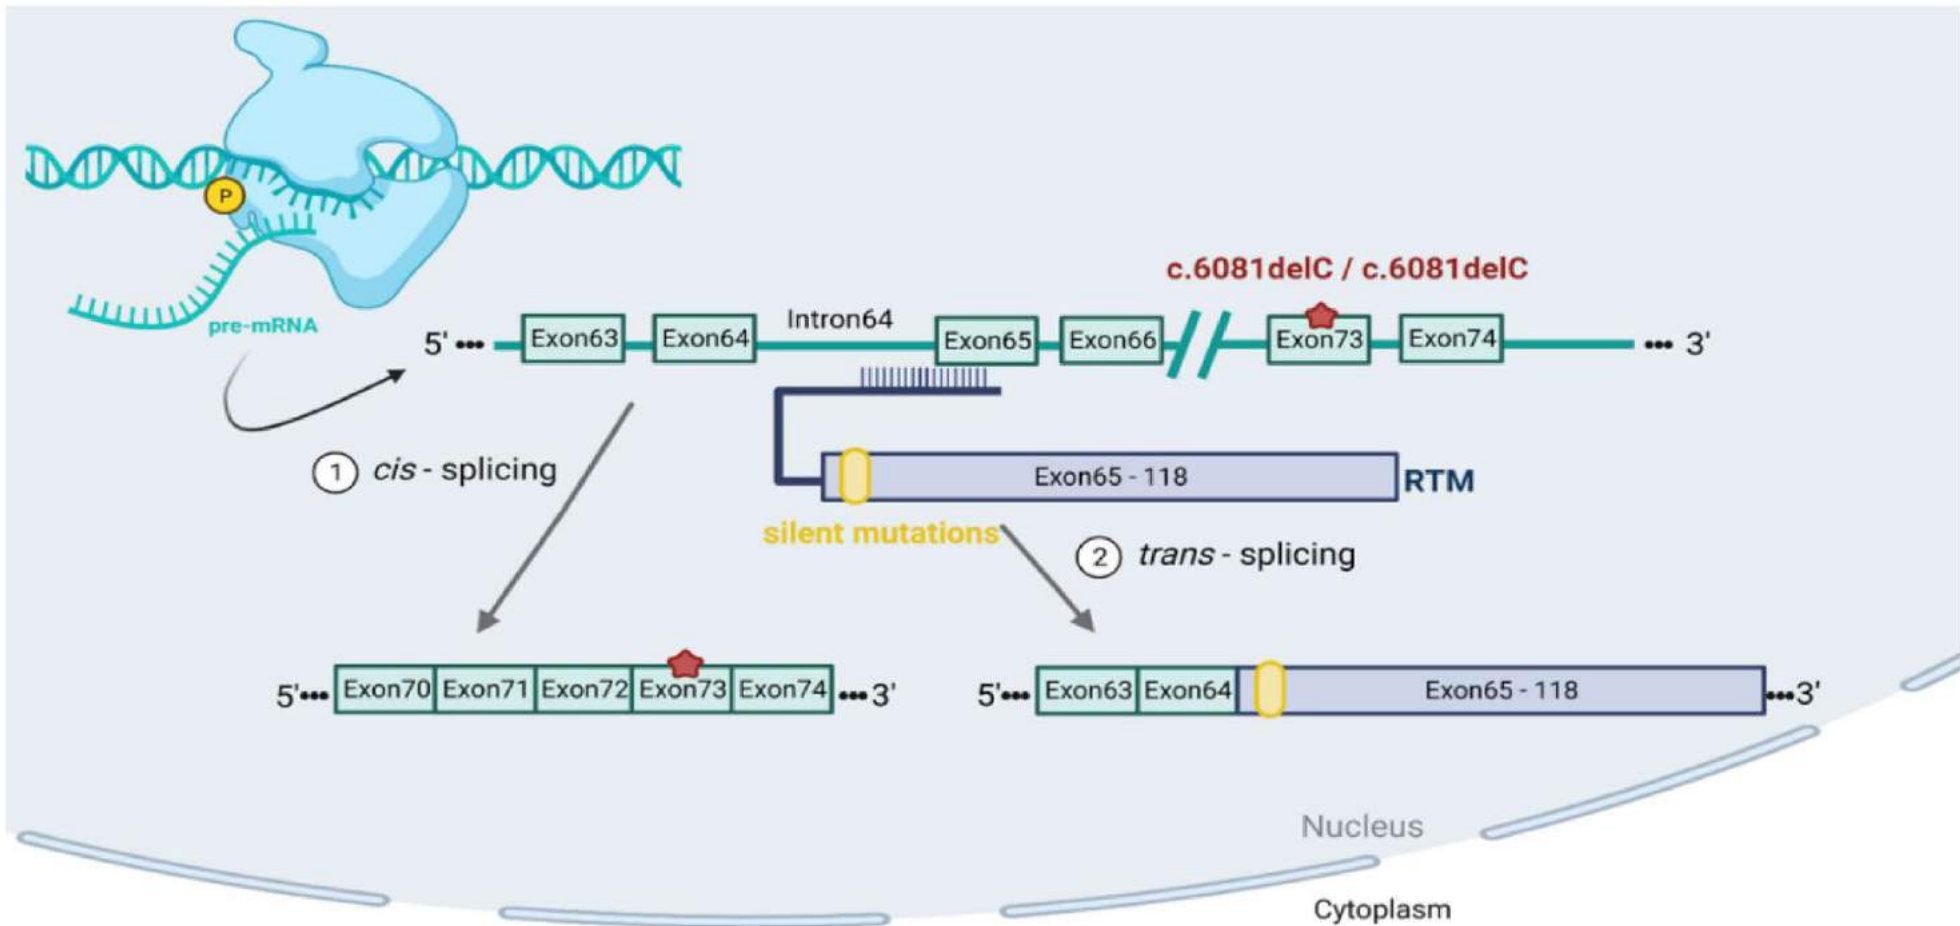 P
pre-mRNA
c.6081delC / c.6081delC
5' ••• Exon63 Exon64 Intron64 Exon65 Exon66 Exon73 Exon74 ••• 3'
1 cis - splicing
Exon65 - 118 RTM
silent mutations
2 trans - splicing
5'••• Exon70 Exon71 Exon72 Exon73 Exon74 •••3'
5'••• Exon63 Exon64 Exon65 - 118 •••3'
Nucleus
Cytoplasm